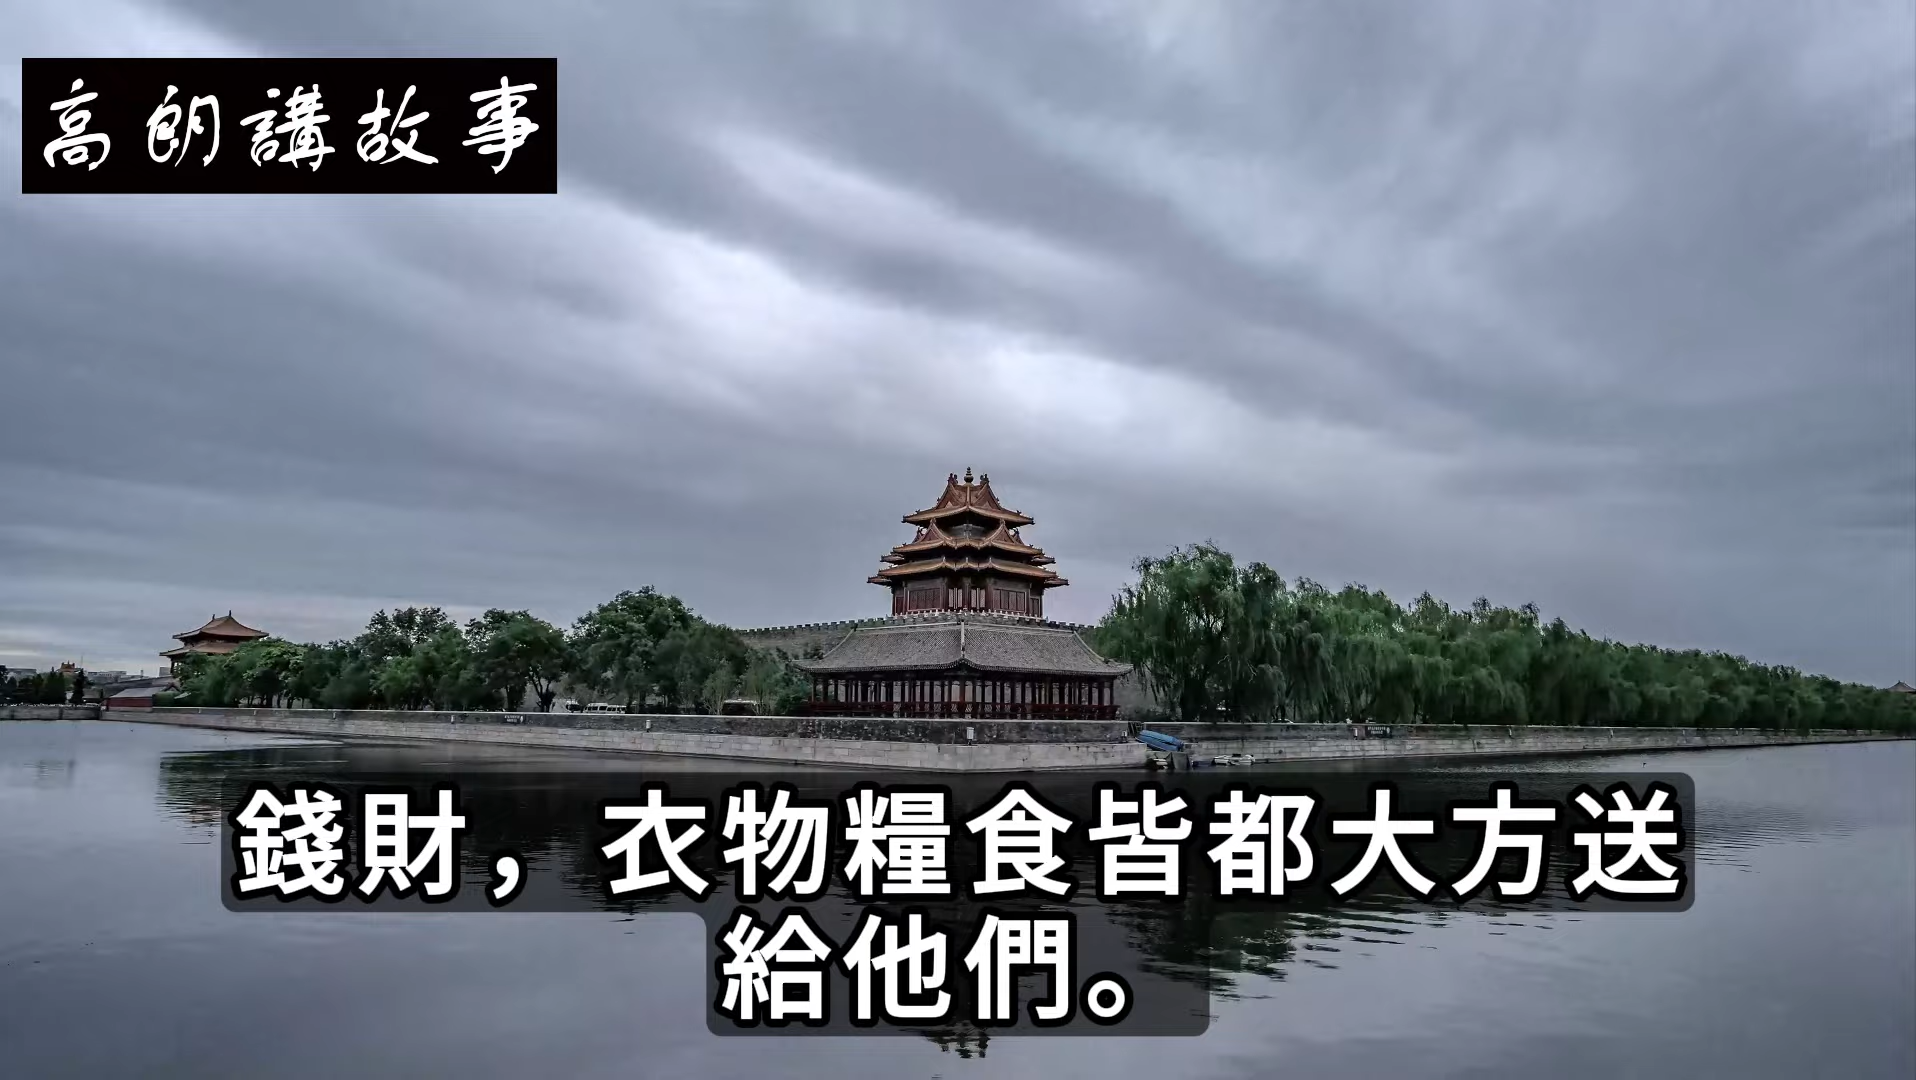 高朗講故事
錢財，衣物糧食皆都大方送
給他們。